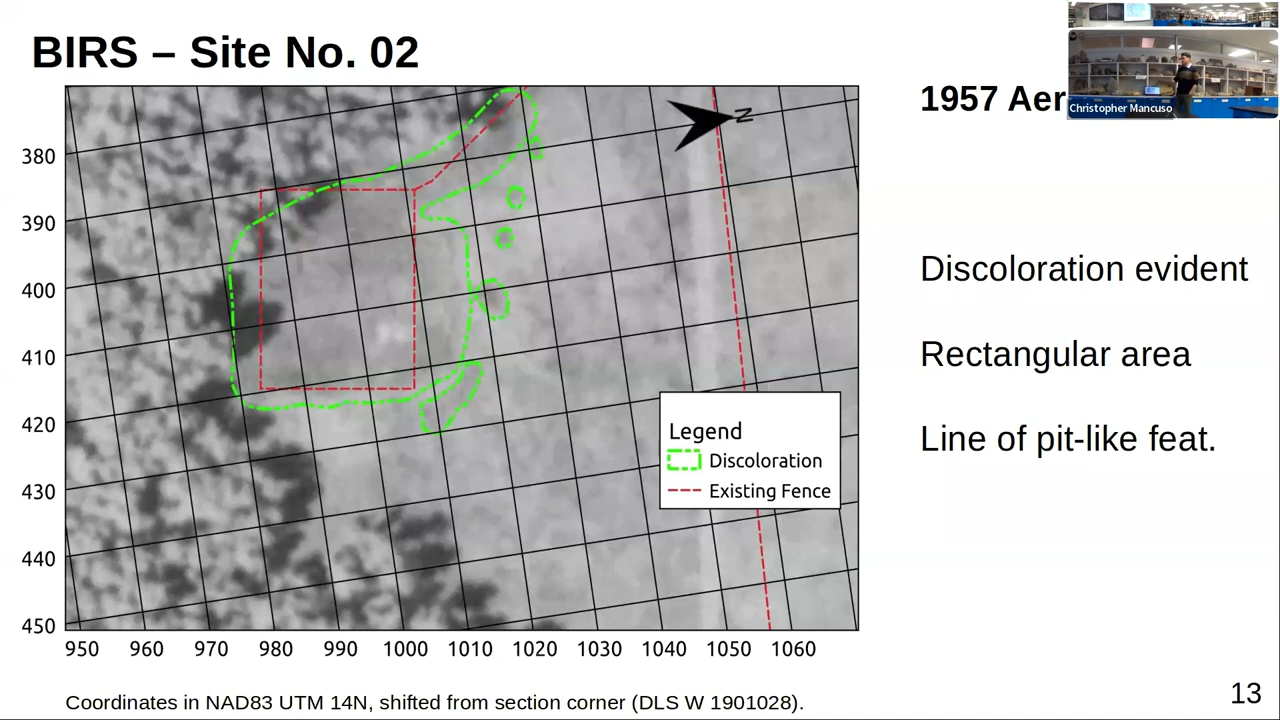 BIRS – Site No. 02
1957 Aer
Christopher Mancuso
N
380
390
400
410
420
430
440
450
Discoloration evident
Rectangular area
Line of pit-like feat.
Legend
Discoloration
Existing Fence
950 960 970 980 990 1000 1010 1020 1030 1040 1050 1060
Coordinates in NAD83 UTM 14N, shifted from section corner (DLS W 1901028).
13